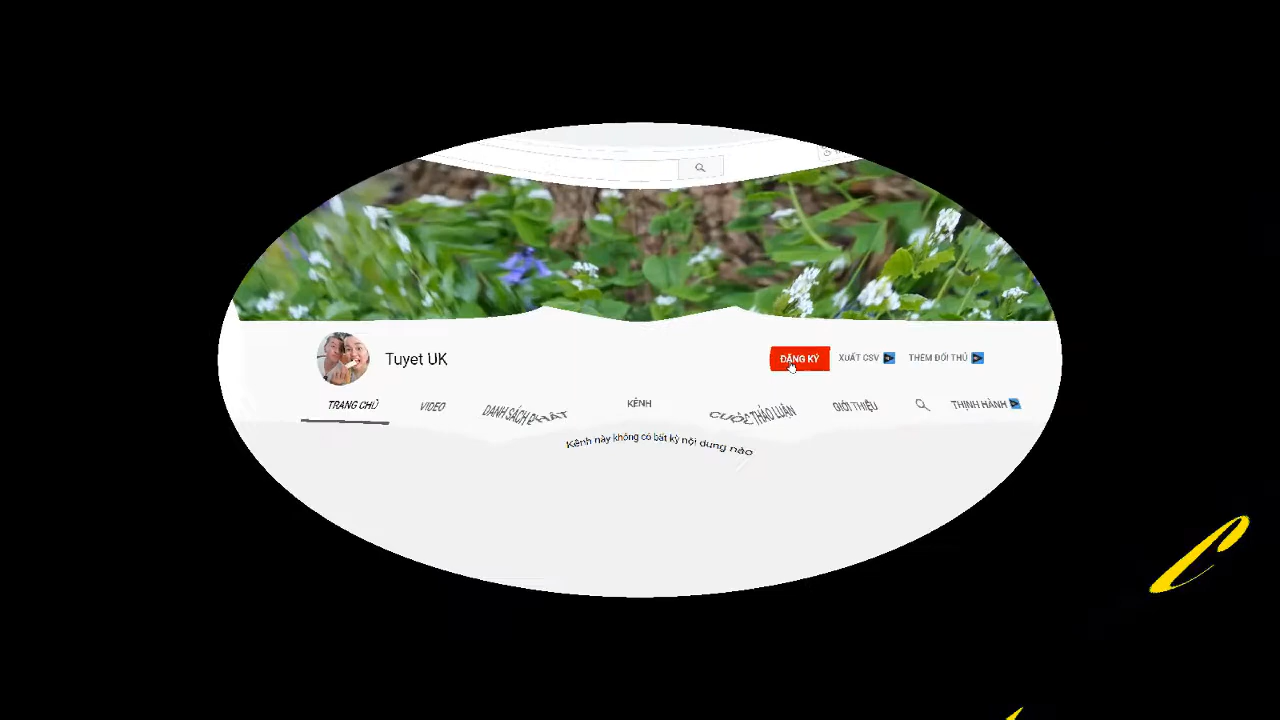 Tuyet UK
ĐĂNG KÝ
XUẤT CSV
THÊM ĐỐI THỦ
TRANG CHỦ
VIDEO
DANH SÁCH PHÁT
KÊNH
CUỘC THẢO LUẬN
GIỚI THIỆU
THỊNH HÀNH
Kênh này không có bất kỳ nội dung nào
C